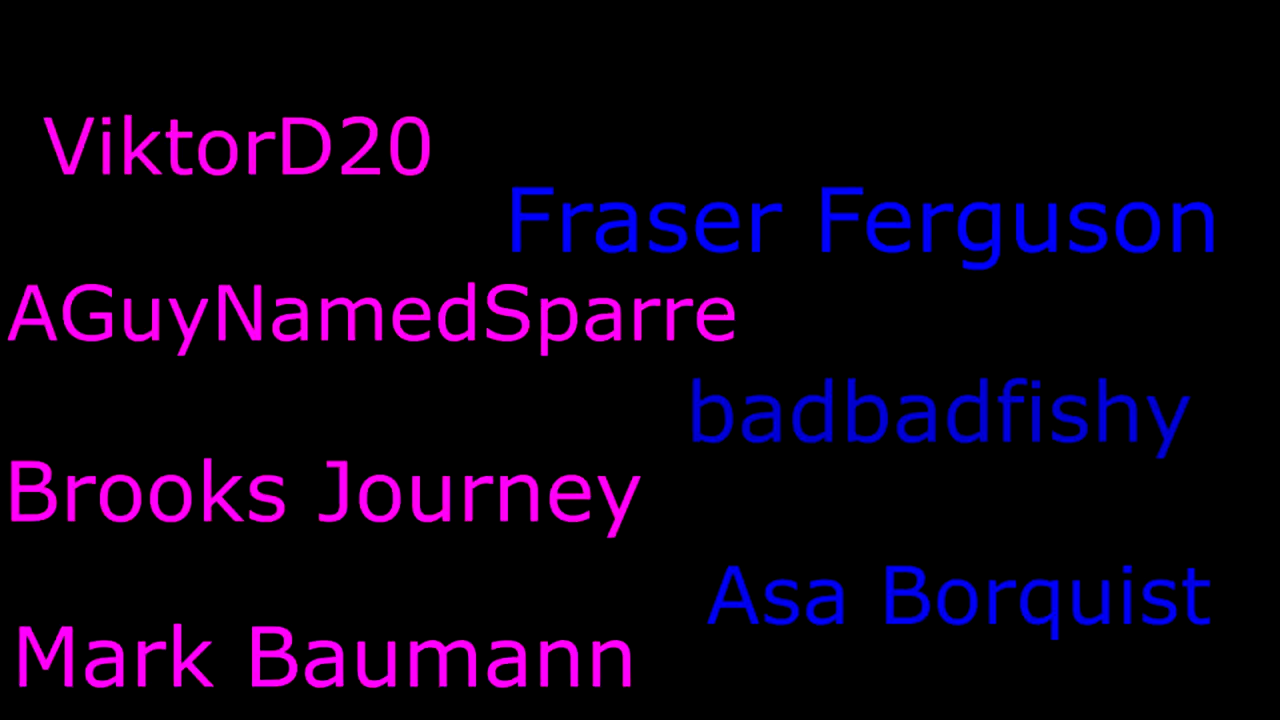 ViktorD20
Fraser Ferguson
AGuyNamedSparre
badbadfishy
Brooks Journey
Asa Borquist
Mark Baumann